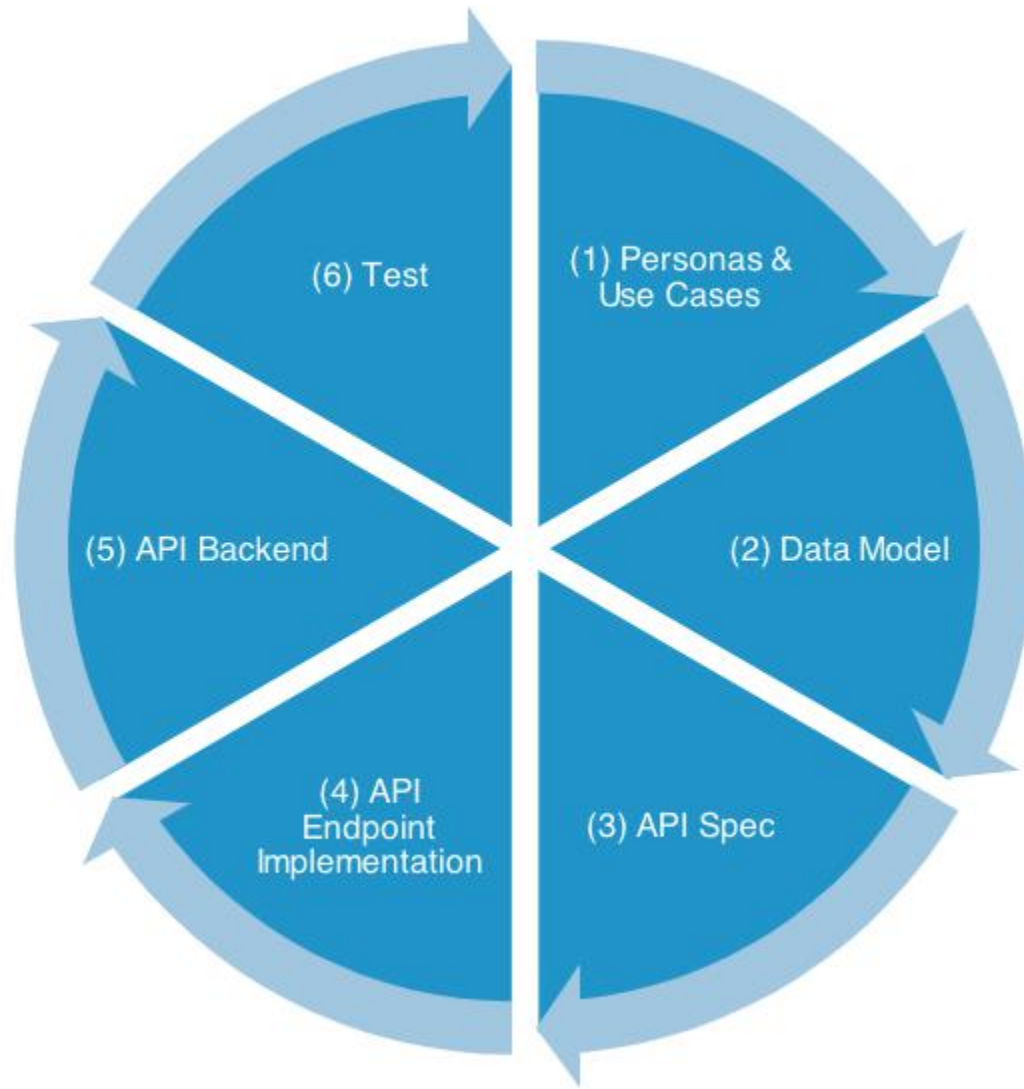 (1) Personas &
Use Cases
(2) Data Model
(3) API Spec
(4) API
Endpoint
Implementation
(5) API Backend
(6) Test